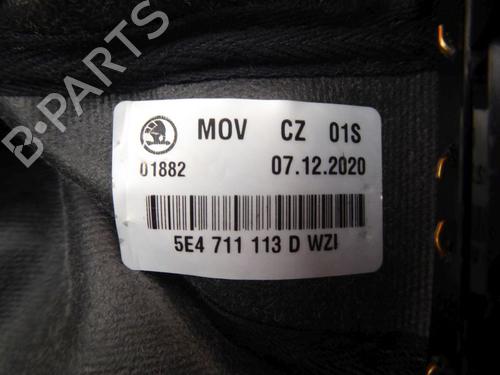 MOV CZ 01S
01882 07.12.2020
5E4 711 113 D WZI
B-PARTS